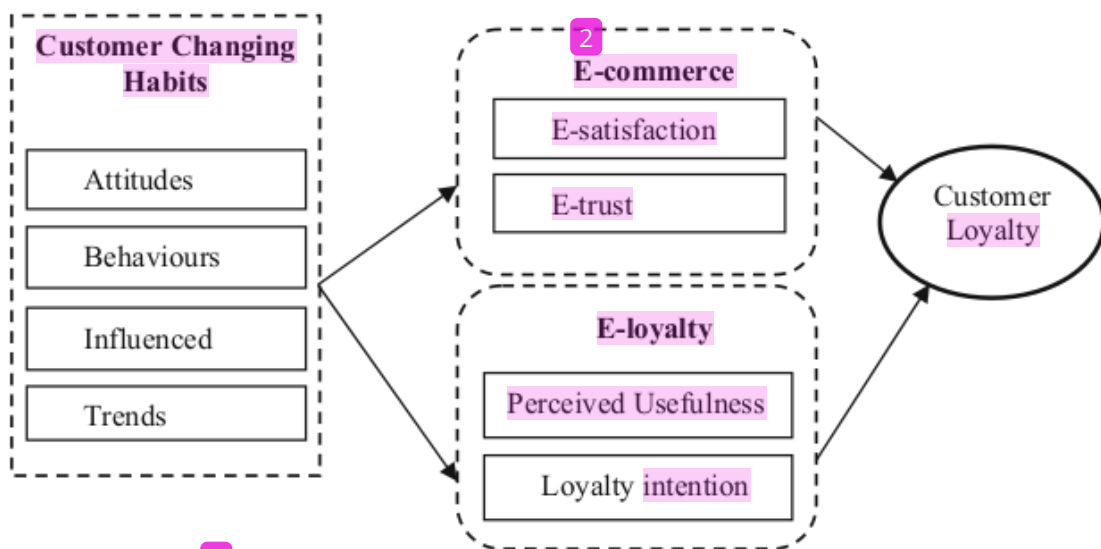 Customer Changing
Habits
Attitudes
Behaviours
Influenced
Trends
2
E-commerce
E-satisfaction
E-trust
E-loyalty
Perceived Usefulness
Loyalty intention
Customer
Loyalty